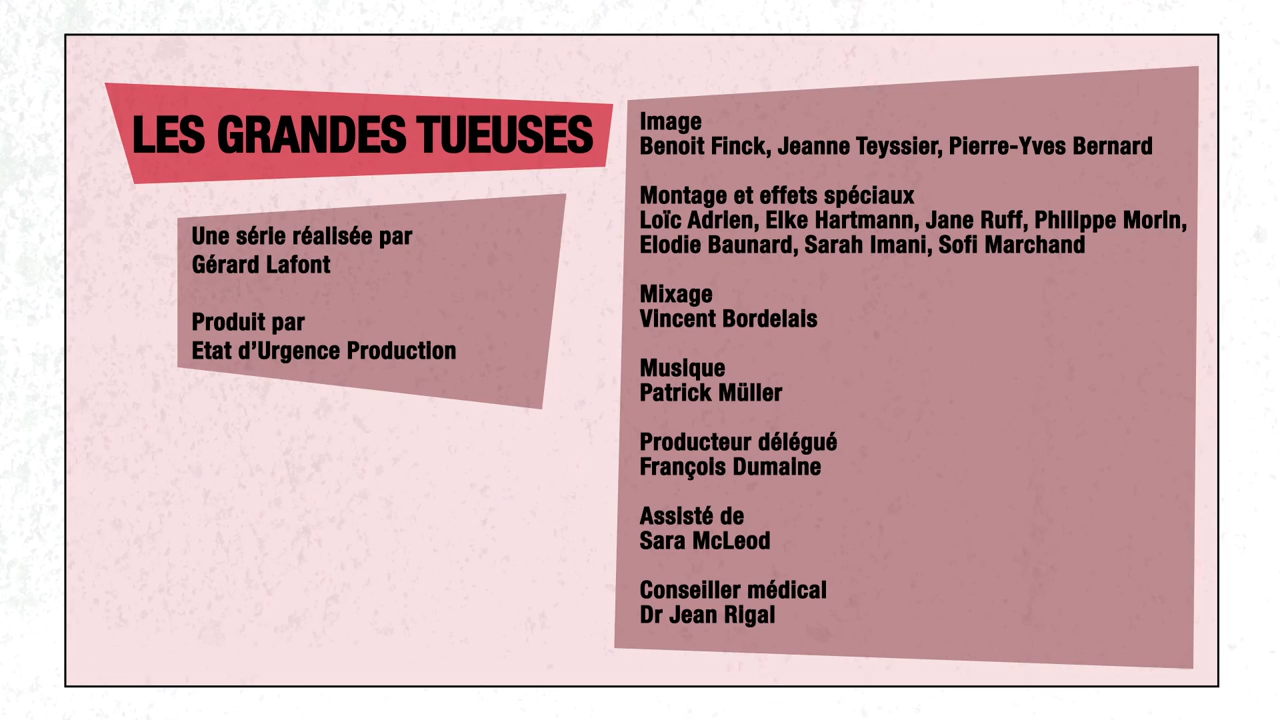 LES GRANDES TUEUSES
Une série réalisée par
Gérard Lafont
Produit par
Etat d’Urgence Production
Image
Benoit Finck, Jeanne Teyssier, Pierre-Yves Bernard
Montage et effets spéciaux
Loïc Adrien, Elke Hartmann, Jane Ruff, Philippe Morin,
Elodie Baunard, Sarah Imani, Sofi Marchand
Mixage
Vincent Bordelais
Musique
Patrick Müller
Producteur délégué
François Dumaine
Assisté de
Sara McLeod
Conseiller médical
Dr Jean Rigal